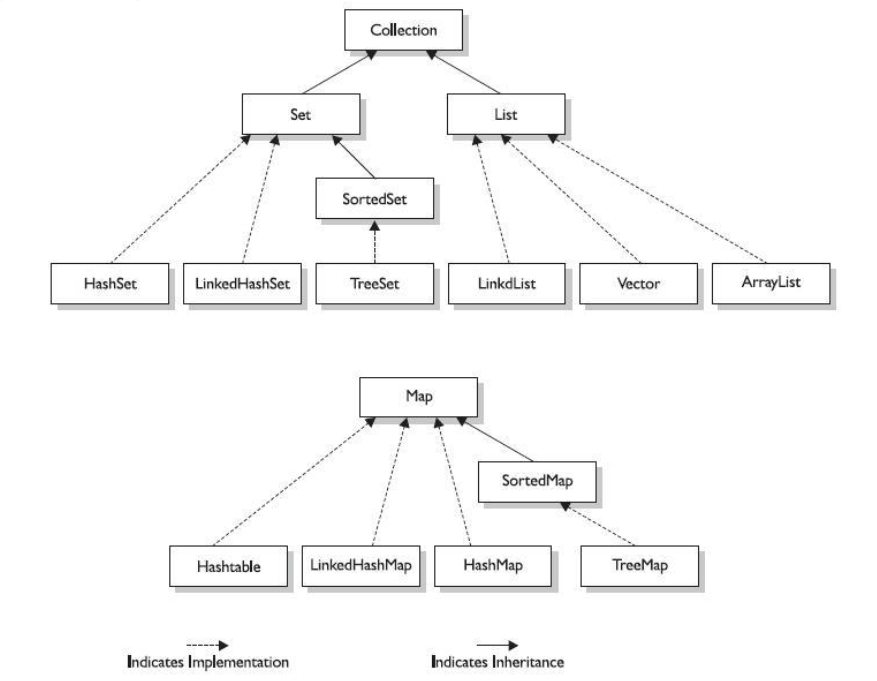 Collection
Set
List
SortedSet
HashSet
LinkedHashSet
TreeSet
LinkdList
Vector
ArrayList
Map
SortedMap
Hashtable
LinkedHashMap
HashMap
TreeMap
Indicates Implementation
Indicates Inheritance